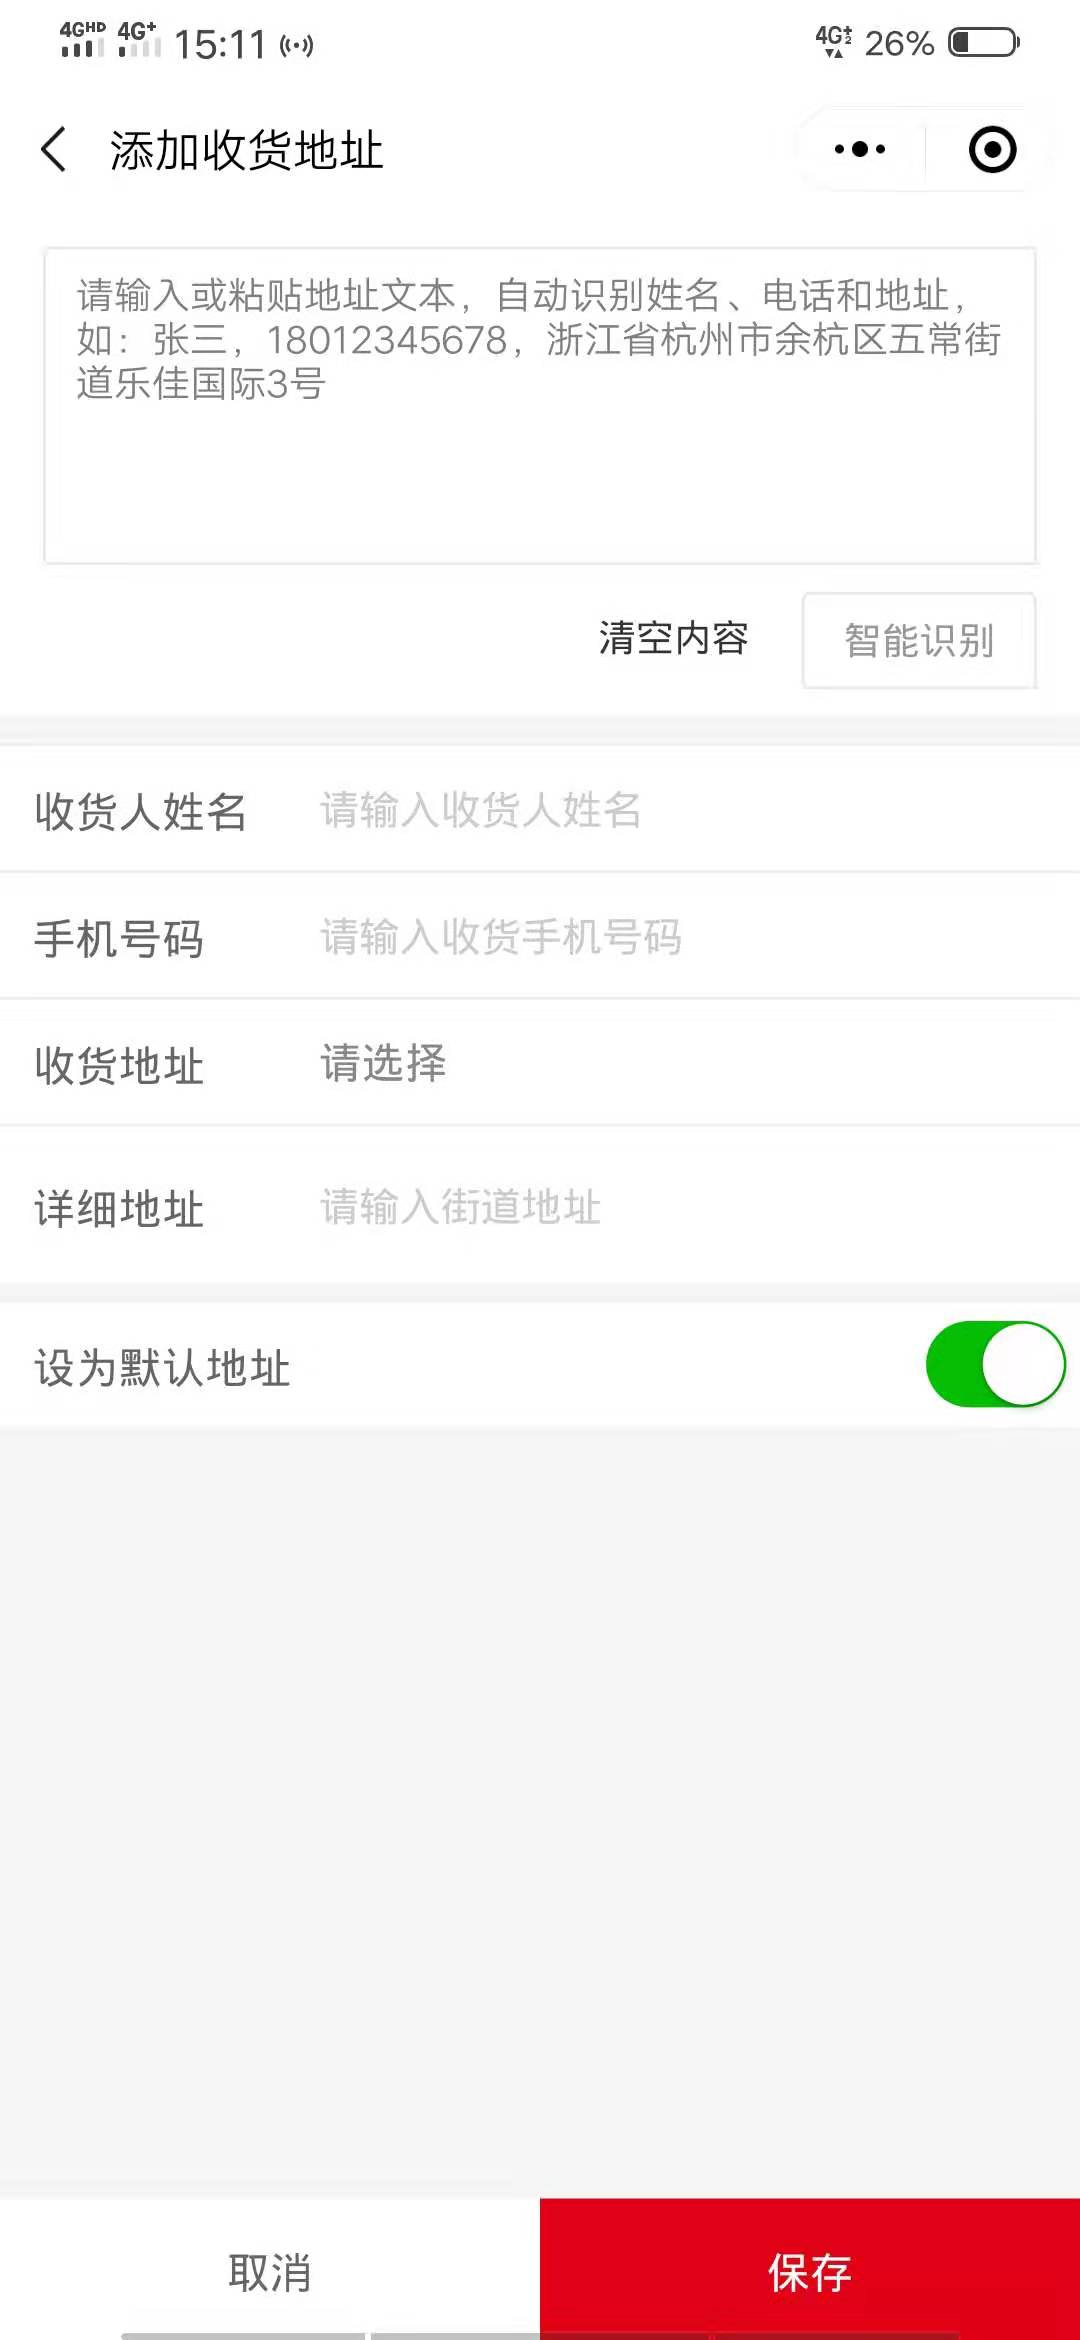 4GHD 4G+ 15:11 4G+2 26%
添加收货地址
请输入或粘贴地址文本，自动识别姓名、电话和地址，
如：张三，18012345678，浙江省杭州市余杭区五常街
道乐佳国际3号
清空内容 智能识别
收货人姓名 请输入收货人姓名
手机号码 请输入收货手机号码
收货地址 请选择
详细地址 请输入街道地址
设为默认地址
取消 保存